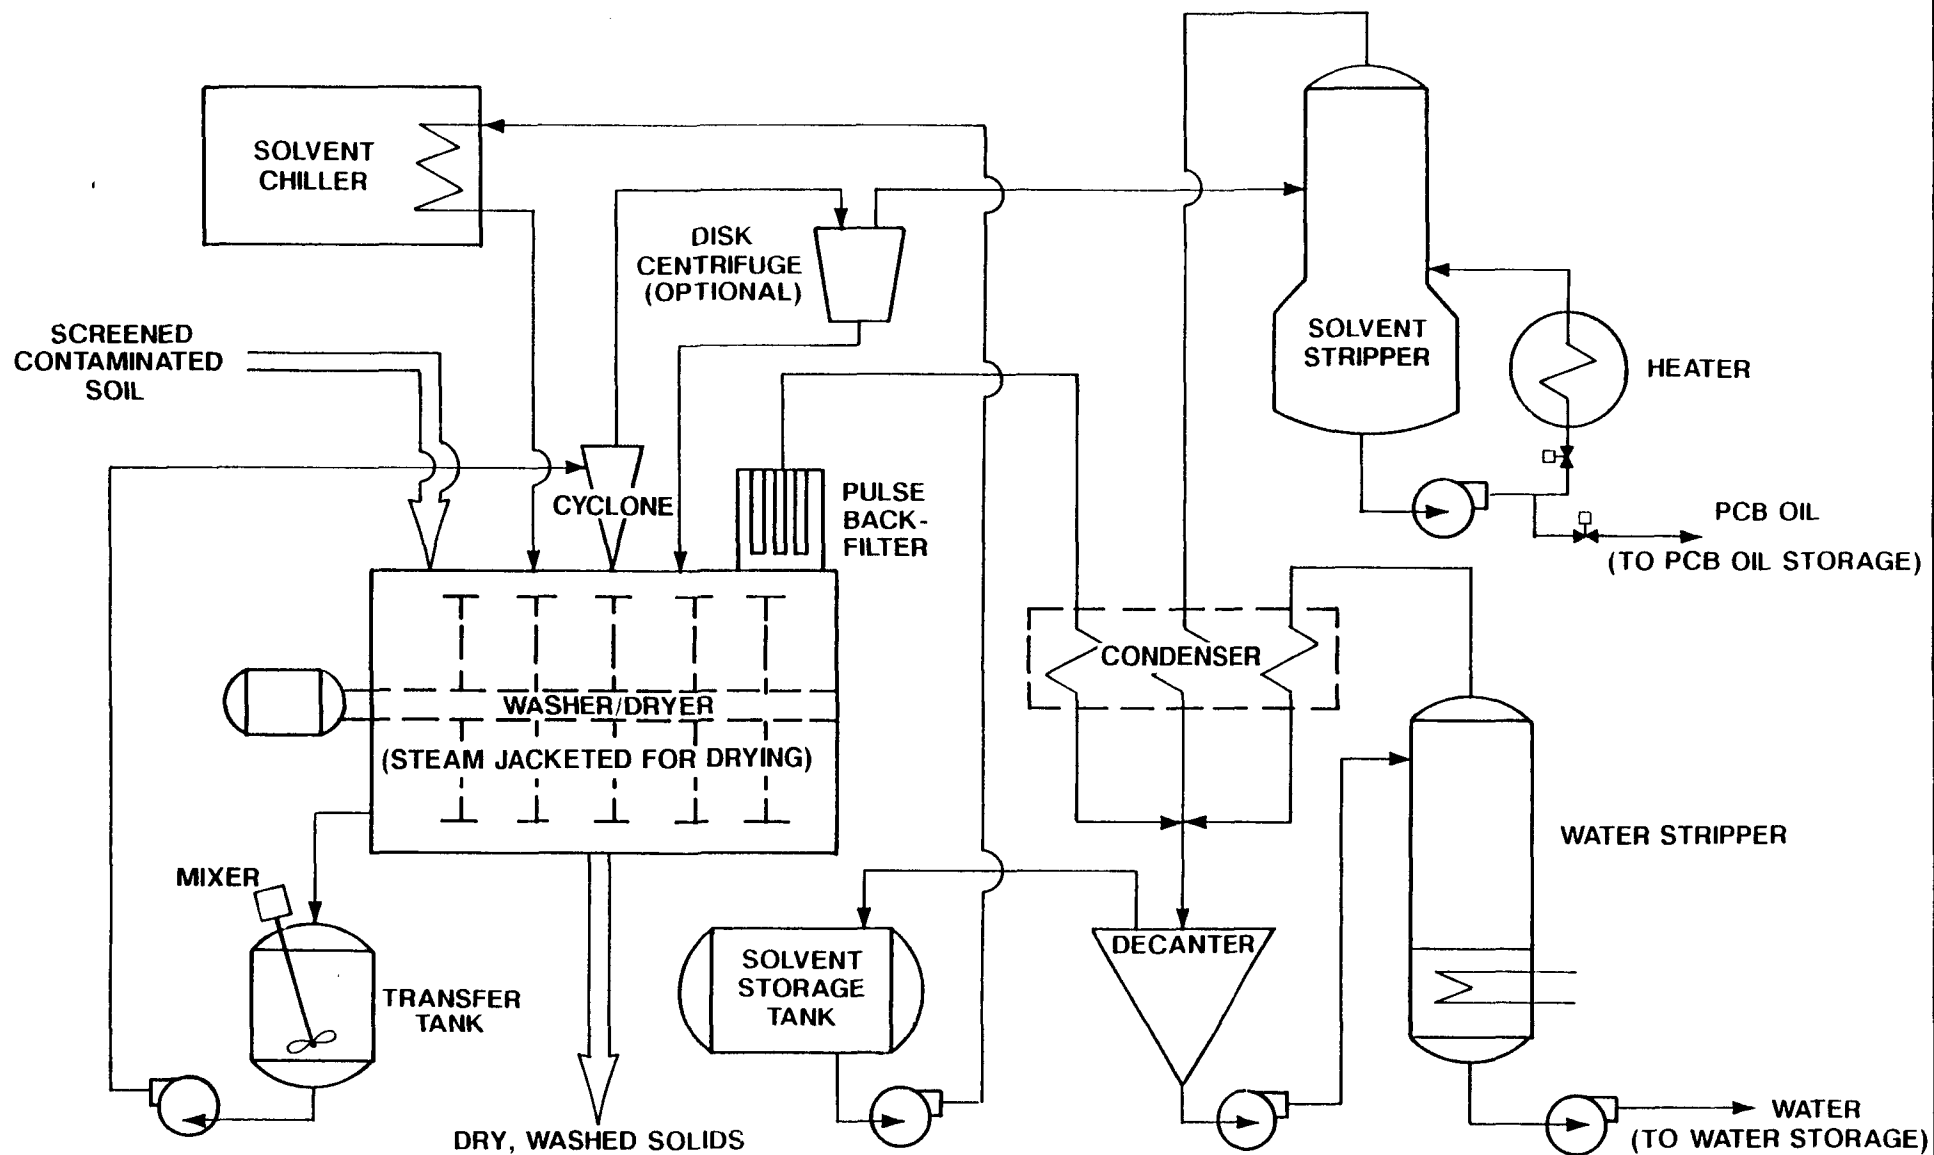 SOLVENT
CHILLER
DISK
CENTRIFUGE
(OPTIONAL)
SCREENED
CONTAMINATED
SOIL
SOLVENT
STRIPPER
HEATER
CYCLONE
PULSE
BACK-
FILTER
PCB OIL
(TO PCB OIL STORAGE)
CONDENSER
WASHER/DRYER
(STEAM JACKETED FOR DRYING)
WATER STRIPPER
MIXER
TRANSFER
TANK
SOLVENT
STORAGE
TANK
DECANTER
DRY, WASHED SOLIDS
WATER
(TO WATER STORAGE)